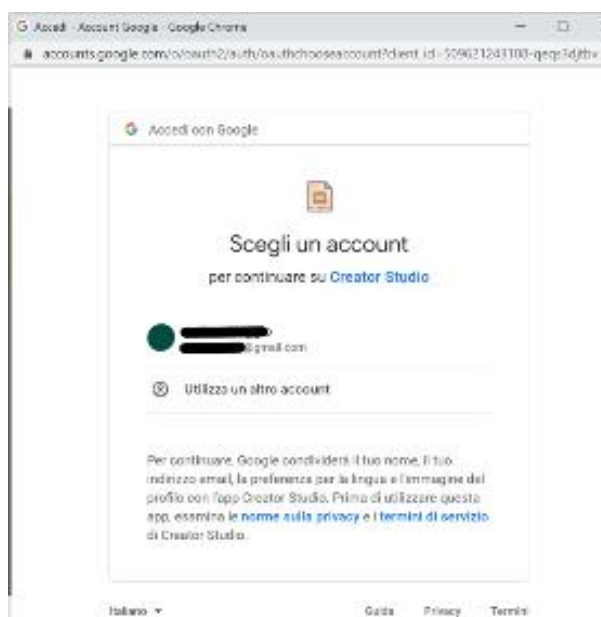 Accedi - Account Google - Google Chrome
accounts.google.com/o/oauth2/auth/oauthchooseaccount?client_id=509621243108-qeqs3djtbv
Accedi con Google
Scegli un account
per continuare su Creator Studio
@gmail.com
Utilizza un altro account
Per continuare, Google condividerà il tuo nome, il tuo
indirizzo email, la preferenza per la lingua e l'immagine del
profilo con l'app Creator Studio. Prima di utilizzare questa
app, esamina le norme sulla privacy e i termini di servizio
di Creator Studio.
Italiano
Guida Privacy Termini